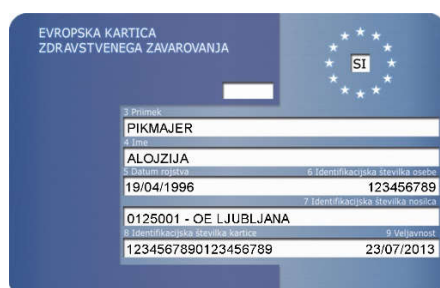 EVROPSKA KARTICA
ZDRAVSTVENEGA ZAVAROVANJA
SI
3 Priimek
PIKMAJER
4 Ime
ALOJZIJA
5 Datum rojstva 6 Identifikacijska številka osebe
19/04/1996 123456789
7 Identifikacijska številka nosilca
0125001 - OE LJUBLJANA
8 Identifikacijska številka kartice 9 Veljavnost
1234567890123456789 23/07/2013